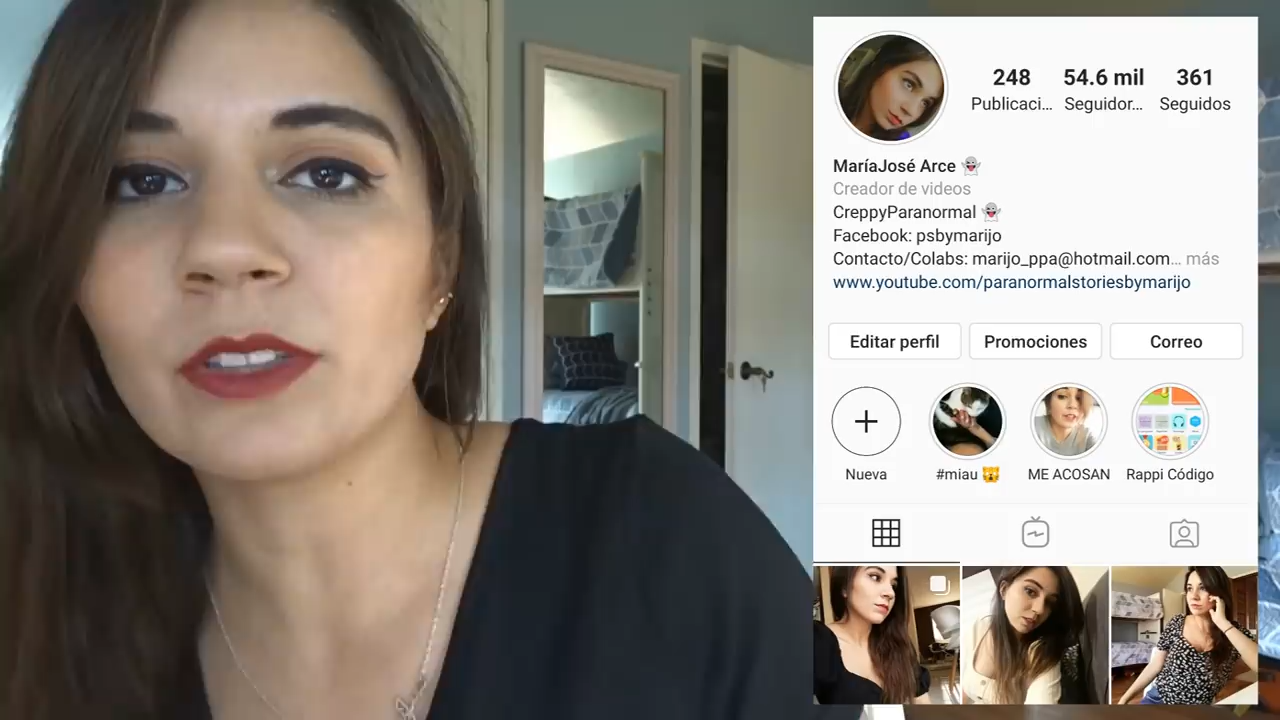 248 54.6 mil 361
Publicaci... Seguidor... Seguidos
MaríaJosé Arce 👻
Creador de videos
CreppyParanormal 👻
Facebook: psbymarijo
Contacto/Colabs: marijo_ppa@hotmail.com... más
www.youtube.com/paranormalstoriesbymarijo
Editar perfil Promociones Correo
Nueva #miau 🐯 ME ACOSAN Rappi Código